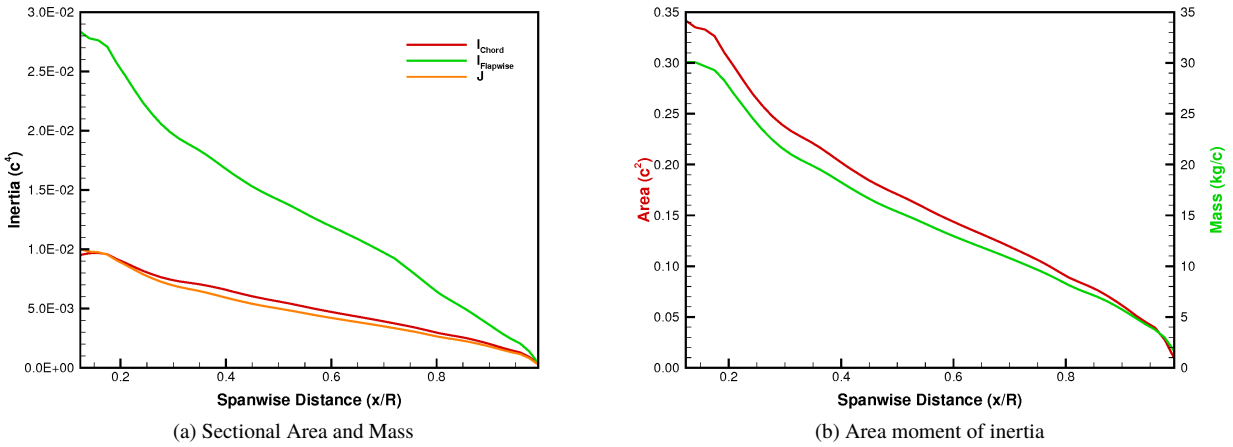 3.0E-02
2.5E-02
2.0E-02
1.5E-02
1.0E-02
5.0E-03
0.0E+00
Inertia (c4)
I Chord
I Flapwise
J
0.2 0.4 0.6 0.8
Spanwise Distance (x/R)
(a) Sectional Area and Mass
0.35
0.30
0.25
0.20
0.15
0.10
0.05
0.00
Area (c2)
35
30
25
20
15
10
5
0
Mass (kg/c)
0.2 0.4 0.6 0.8
Spanwise Distance (x/R)
(b) Area moment of inertia